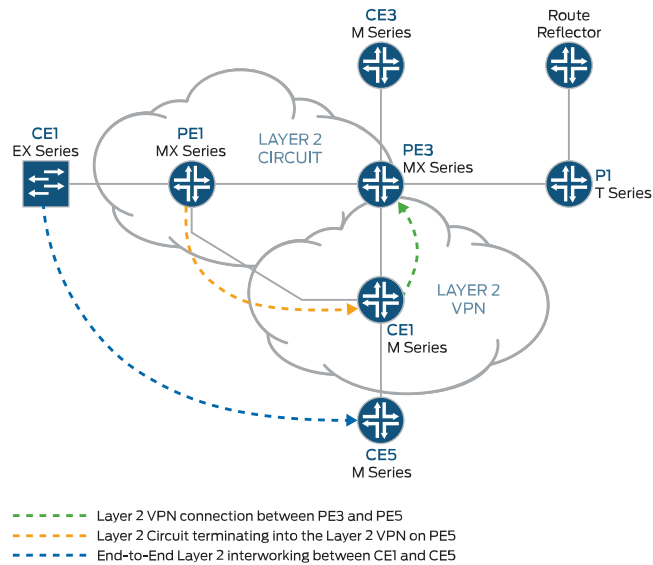 CE3
M Series
Route
Reflector
CE1
EX Series
PE1
MX Series
LAYER 2
CIRCUIT
PE3
MX Series
P1
T Series
LAYER 2
VPN
CE1
M Series
CE5
M Series
Layer 2 VPN connection between PE3 and PE5
Layer 2 Circuit terminating into the Layer 2 VPN on PE5
End-to-End Layer 2 interworking between CE1 and CE5